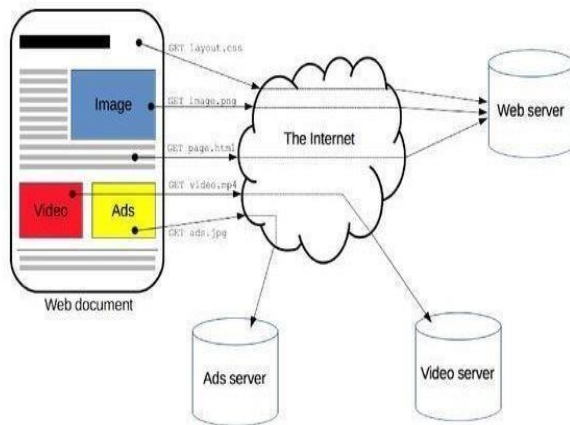 GET layout.css
Image
GET image.png
The Internet
Web server
GET page.html
Video
Ads
GET video.mp4
GET ads.jpg
Web document
Ads server
Video server